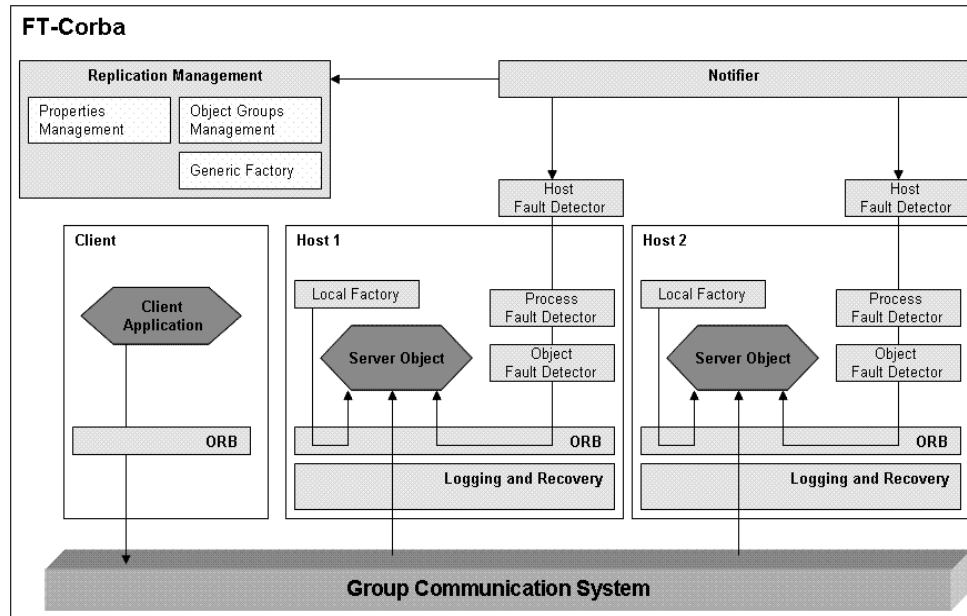 FT-Corba
Replication Management
Notifier
Properties
Management
Object Groups
Management
Generic Factory
Host
Fault Detector
Host
Fault Detector
Client
Host 1
Host 2
Client
Application
Local Factory
Process
Fault Detector
Server Object
Object
Fault Detector
Local Factory
Process
Fault Detector
Server Object
Object
Fault Detector
ORB
ORB
ORB
Logging and Recovery
Logging and Recovery
Group Communication System